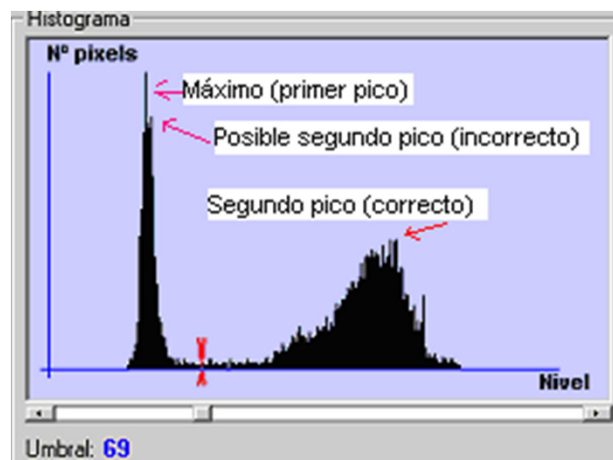 Histograma
Nº pixels
Máximo (primer pico)
Posible segundo pico (incorrecto)
Segundo pico (correcto)
Nivel
Umbral: 69